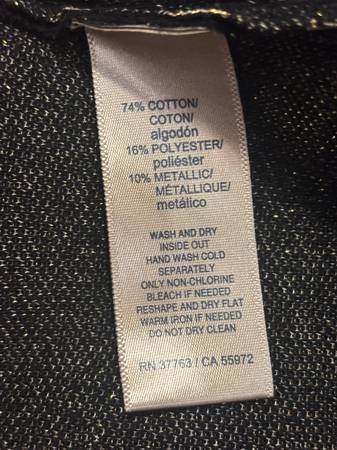 74% COTTON/
COTON/
algodón
16% POLYESTER/
poliéster
10% METALLIC/
MÉTALLIQUE/
metálico
WASH AND DRY
INSIDE OUT
HAND WASH COLD
SEPARATELY
ONLY NON-CHLORINE
BLEACH IF NEEDED
RESHAPE AND DRY FLAT
WARM IRON IF NEEDED
DO NOT DRY CLEAN
RN 37763 / CA 55972